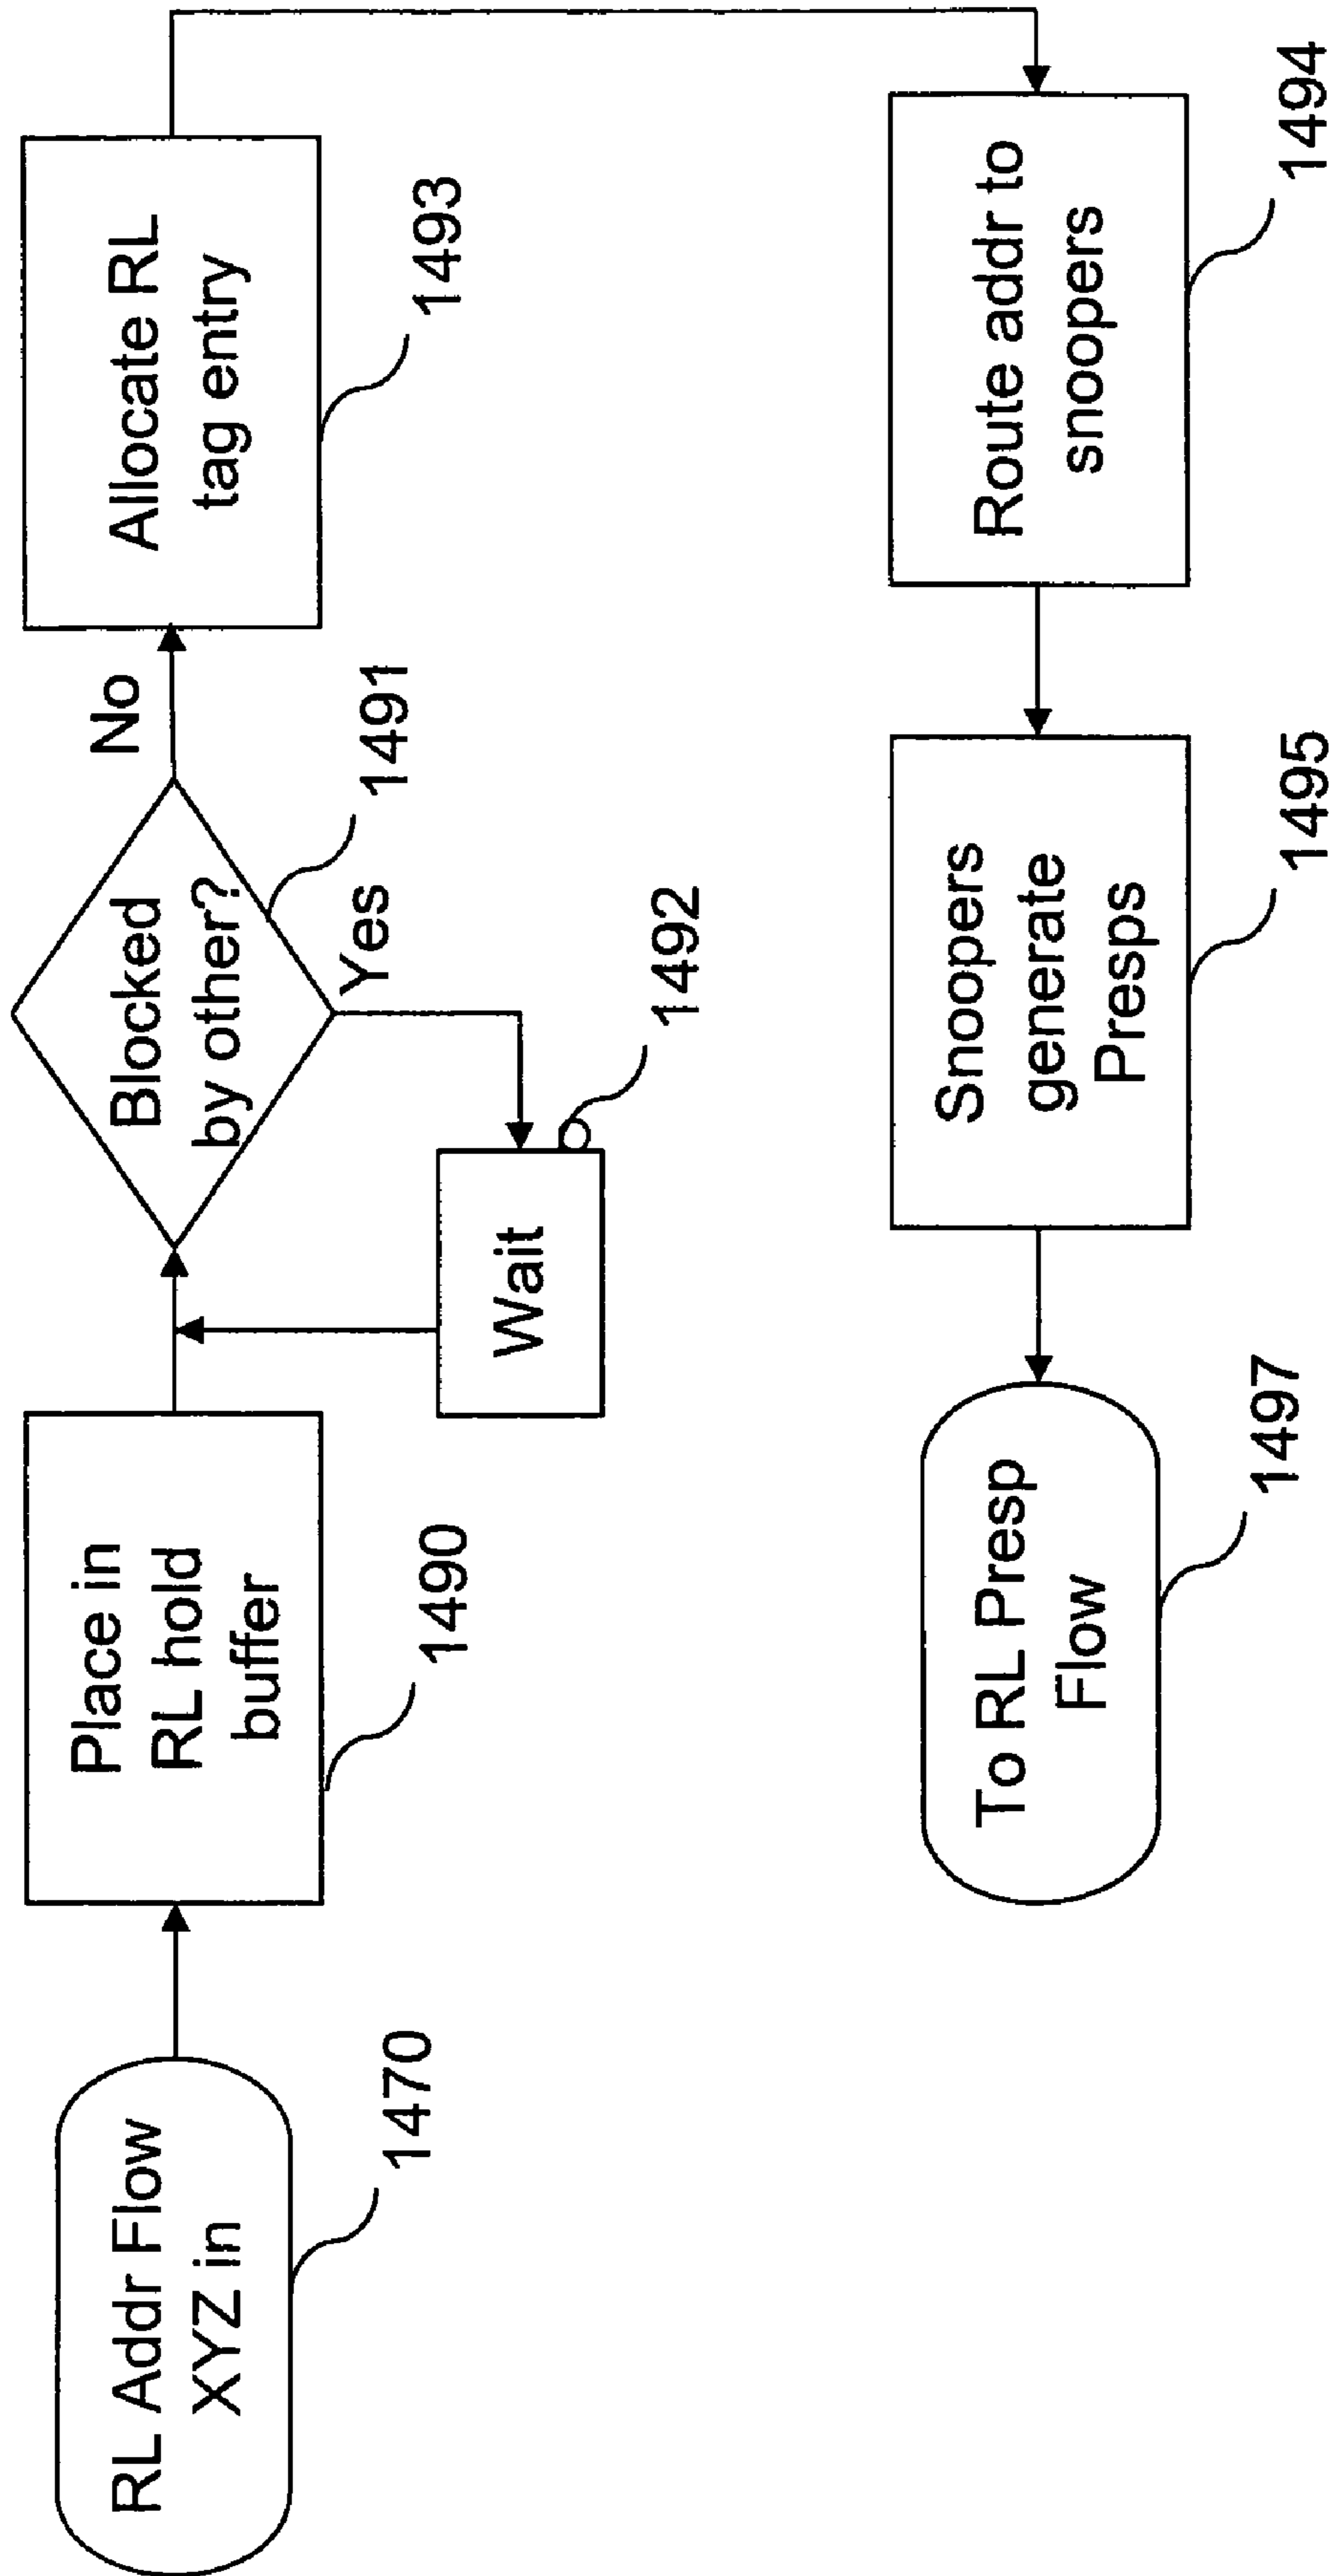 RL Addr Flow
XYZ in
1470
Place in
RL hold
buffer
1490
Blocked
by other?
1491
No
Yes
Wait
1492
Allocate RL
tag entry
1493
Route addr to
snoopers
1494
Snoopers
generate
Presps
1495
To RL Presp
Flow
1497